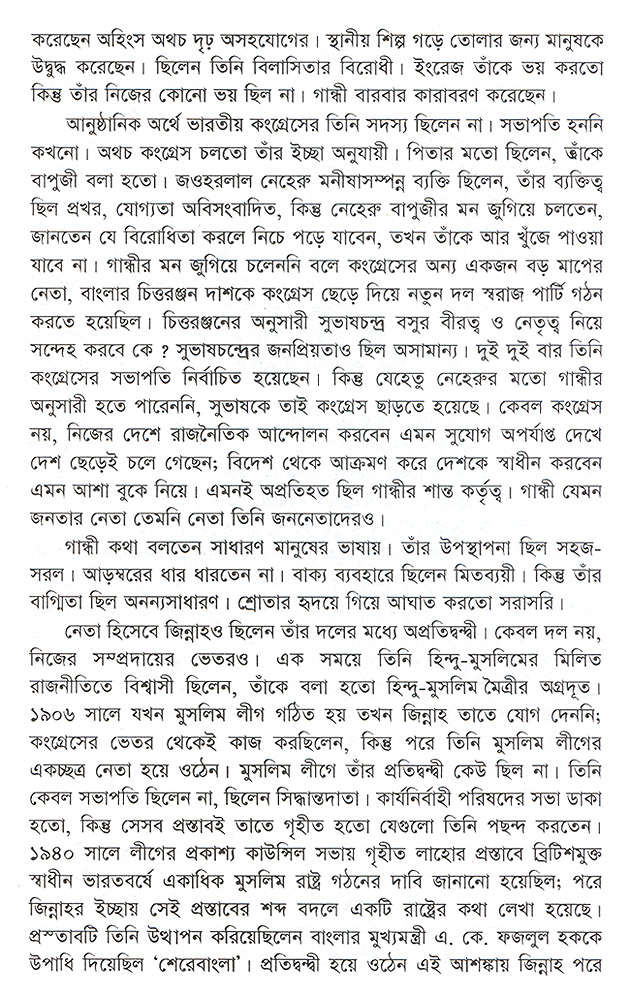 করেছেন অহিংস অথচ দৃঢ় অসহযোগের। স্থানীয় শিল্প গড়ে তোলার জন্য মানুষকে
উদ্বুদ্ধ করেছেন। ছিলেন তিনি বিলাসিতার বিরোধী। ইংরেজ তাঁকে ভয় করতো
কিন্তু তাঁর নিজের কোনো ভয় ছিল না। গান্ধী বারবার কারাবরণ করেছেন।
আনুষ্ঠানিক অর্থে ভারতীয় কংগ্রেসের তিনি সদস্য ছিলেন না। সভাপতি হননি
কখনো। অথচ কংগ্রেস চলতো তাঁর ইচ্ছা অনুযায়ী। পিতার মতো ছিলেন, তাঁকে
বাপুজী বলা হতো। জওহরলাল নেহেরু মনীষাসম্পন্ন ব্যক্তি ছিলেন, তাঁর ব্যক্তিত্ব
ছিল প্রখর, যোগ্যতা অবিসংবাদিত, কিন্তু নেহেরু বাপুজীর মন জুগিয়ে চলতেন,
জানতেন যে বিরোধিতা করলে নিচে পড়ে যাবেন, তখন তাঁকে আর খুঁজে পাওয়া
যাবে না। গান্ধীর মন জুগিয়ে চলেননি বলে কংগ্রেসের অন্য একজন বড় মাপের
নেতা, বাংলার চিত্তরঞ্জন দাশকে কংগ্রেস ছেড়ে দিয়ে নতুন দল স্বরাজ পার্টি গঠন
করতে হয়েছিল। চিত্তরঞ্জনের অনুসারী সুভাষচন্দ্র বসুর বীরত্ব ও নেতৃত্ব নিয়ে
সন্দেহ করবে কে ? সুভাষচন্দ্রের জনপ্রিয়তাও ছিল অসামান্য। দুই দুই বার তিনি
কংগ্রেসের সভাপতি নির্বাচিত হয়েছেন। কিন্তু যেহেতু নেহেরুর মতো গান্ধীর
অনুসারী হতে পারেননি, সুভাষকে তাই কংগ্রেস ছাড়তে হয়েছে। কেবল কংগ্রেস
নয়, নিজের দেশে রাজনৈতিক আন্দোলন করবেন এমন সুযোগ অপর্যাপ্ত দেখে
দেশ ছেড়েই চলে গেছেন; বিদেশ থেকে আক্রমণ করে দেশকে স্বাধীন করবেন
এমন আশা বুকে নিয়ে। এমনই অপ্রতিহত ছিল গান্ধীর শান্ত কর্তৃত্ব। গান্ধী যেমন
জনতার নেতা তেমনি নেতা তিনি জননেতাদেরও।
গান্ধী কথা বলতেন সাধারণ মানুষের ভাষায়। তাঁর উপস্থাপনা ছিল সহজ-
সরল। আড়ম্বরের ধার ধারতেন না। বাক্য ব্যবহারে ছিলেন মিতব্যয়ী। কিন্তু তাঁর
বাগ্মিতা ছিল অনন্যসাধারণ। শ্রোতার হৃদয়ে গিয়ে আঘাত করতো সরাসরি।
নেতা হিসেবে জিন্নাহও ছিলেন তাঁর দলের মধ্যে অপ্রতিদ্বন্দ্বী। কেবল দল নয়,
নিজের সম্প্রদায়ের ভেতরও। এক সময়ে তিনি হিন্দু-মুসলিমের মিলিত
রাজনীতিতে বিশ্বাসী ছিলেন, তাঁকে বলা হতো হিন্দু-মুসলিম মৈত্রীর অগ্রদূত।
১৯০৬ সালে যখন মুসলিম লীগ গঠিত হয় তখন জিন্নাহ তাতে যোগ দেননি;
কংগ্রেসের ভেতর থেকেই কাজ করছিলেন, কিন্তু পরে তিনি মুসলিম লীগের
একচ্ছত্র নেতা হয়ে ওঠেন। মুসলিম লীগে তাঁর প্রতিদ্বন্দ্বী কেউ ছিল না। তিনি
কেবল সভাপতি ছিলেন না, ছিলেন সিদ্ধান্তদাতা। কার্যনির্বাহী পরিষদের সভা ডাকা
হতো, কিন্তু সেসব প্রস্তাবই তাতে গৃহীত হতো যেগুলো তিনি পছন্দ করতেন।
১৯৪০ সালে লীগের প্রকাশ্য কাউন্সিল সভায় গৃহীত লাহোর প্রস্তাবে ব্রিটিশমুক্ত
স্বাধীন ভারতবর্ষে একাধিক মুসলিম রাষ্ট্র গঠনের দাবি জানানো হয়েছিল; পরে
জিন্নাহর ইচ্ছায় সেই প্রস্তাবের শব্দ বদলে একটি রাষ্ট্রের কথা লেখা হয়েছে।
প্রস্তাবটি তিনি উত্থাপন করিয়েছিলেন বাংলার মুখ্যমন্ত্রী এ. কে. ফজলুল হককে
উপাধি দিয়েছিল ‘শেরেবাংলা’। প্রতিদ্বন্দ্বী হয়ে ওঠেন এই আশঙ্কায় জিন্নাহ পরে